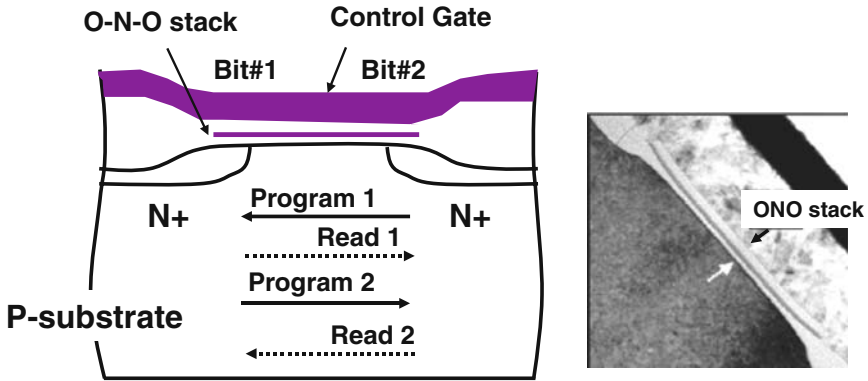 O-N-O stack
Control Gate
Bit#1
Bit#2
N+
Program 1
N+
Read 1
Program 2
P-substrate
Read 2
ONO stack